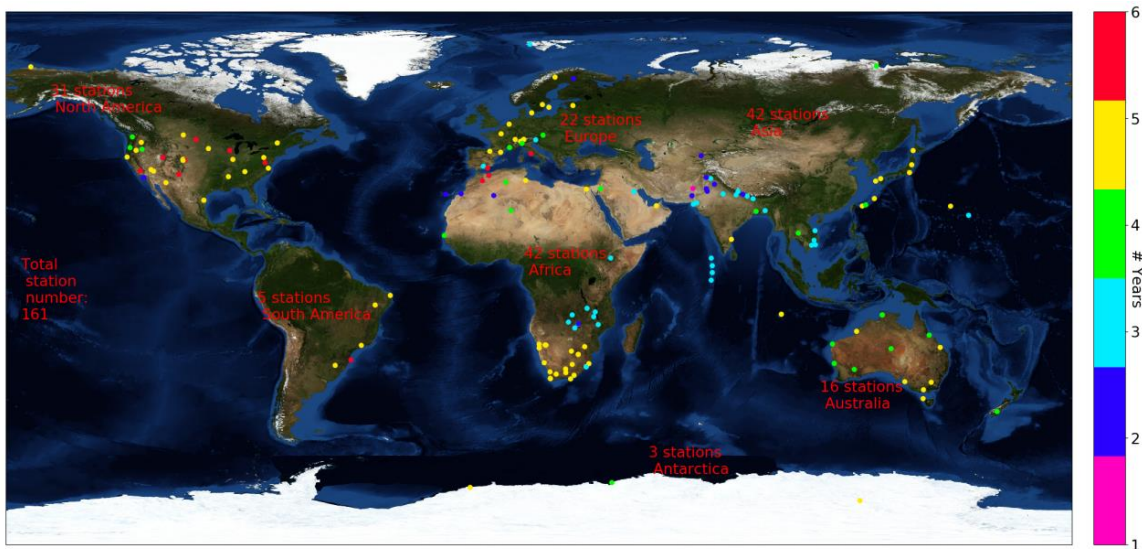 31 stations
North America
22 stations
Europe
42 stations
Asia
42 stations
Africa
Total
station
number:
161
5 stations
South America
16 stations
Australia
3 stations
Antarctica
6
5
4
3
2
1
# Years